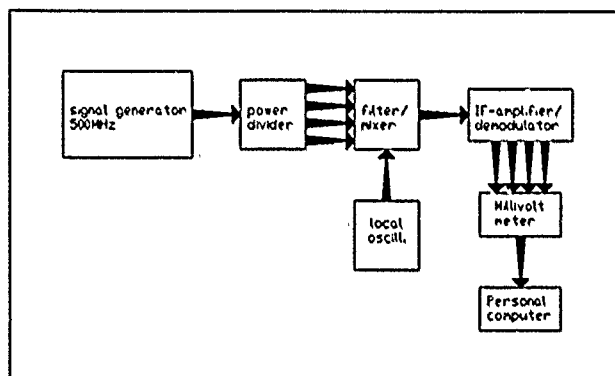 signal generator
500MHz
power
divider
filter/
mixer
IF-amplifier/
demodulator
local
oscill.
Millivolt
meter
Personal
computer